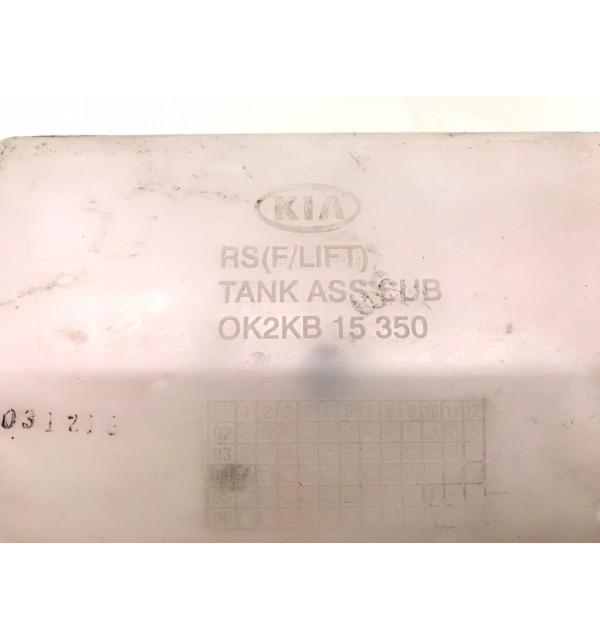 KIA
RS(F/LIFT)
TANK ASS SUB
OK2KB 15 350
1 2 3 4 5 6 7 8 9 10 11 12
02
03
06